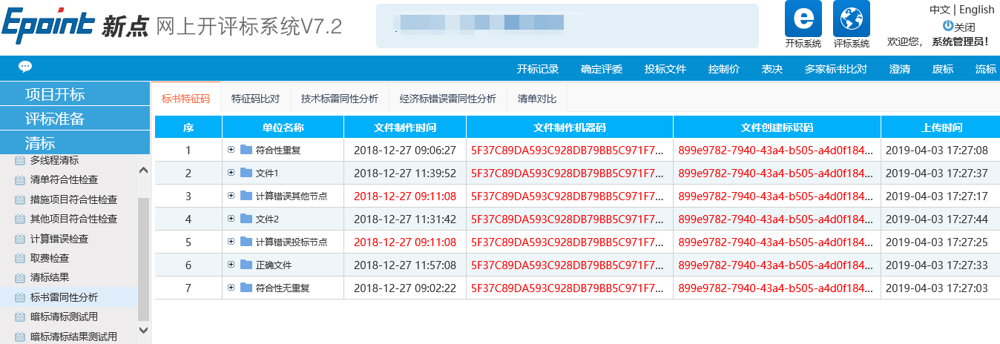 Epoint 新点 网上开评标系统V7.2
开标系统 评标系统
中文 | English
关闭
欢迎您， 系统管理员！
开标记录 确定评委 投标文件 控制价 表决 多家标书比对 澄清 废标 流标
项目开标
评标准备
清标
多线程清标
清单符合性检查
措施项目符合性检查
其他项目符合性检查
计算错误检查
取费检查
清标结果
标书雷同性分析
暗标清标测试用
暗标清标结果测试用
标书特征码 特征码比对 技术标雷同性分析 经济标错误雷同性分析 清单对比
序 单位名称 文件制作时间 文件制作机器码 文件创建标识码 上传时间
1 符合性重复 2018-12-27 09:06:27 5F37C89DA593C928DB79BB5C971F7... 899e9782-7940-43a4-b505-a4d0f184... 2019-04-03 17:27:08
2 文件1 2018-12-27 11:39:52 5F37C89DA593C928DB79BB5C971F7... 899e9782-7940-43a4-b505-a4d0f184... 2019-04-03 17:27:37
3 计算错误其他节点 2018-12-27 09:11:08 5F37C89DA593C928DB79BB5C971F7... 899e9782-7940-43a4-b505-a4d0f184... 2019-04-03 17:27:17
4 文件2 2018-12-27 11:31:42 5F37C89DA593C928DB79BB5C971F7... 899e9782-7940-43a4-b505-a4d0f184... 2019-04-03 17:27:44
5 计算错误投标节点 2018-12-27 09:11:08 5F37C89DA593C928DB79BB5C971F7... 899e9782-7940-43a4-b505-a4d0f184... 2019-04-03 17:27:25
6 正确文件 2018-12-27 11:57:08 5F37C89DA593C928DB79BB5C971F7... 899e9782-7940-43a4-b505-a4d0f184... 2019-04-03 17:27:33
7 符合性无重复 2018-12-27 09:02:22 5F37C89DA593C928DB79BB5C971F7... 899e9782-7940-43a4-b505-a4d0f184... 2019-04-03 17:27:03